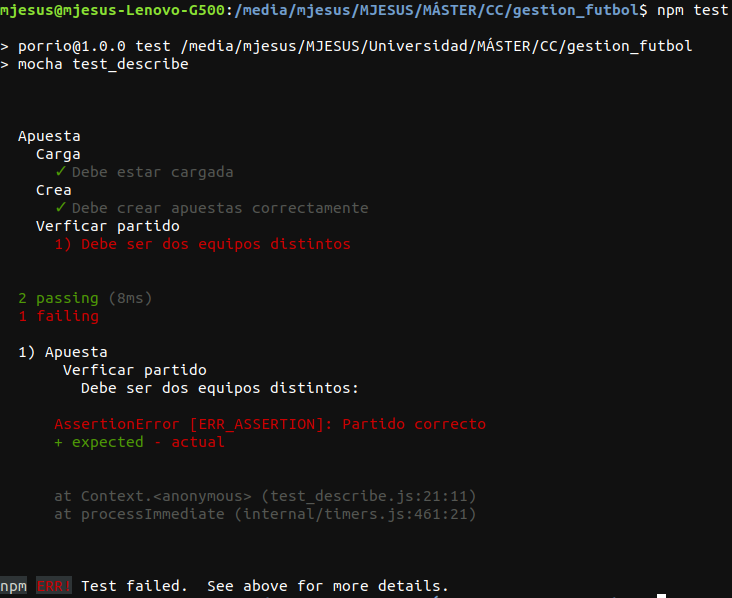 mjesus@mjesus-Lenovo-G500:/media/mjesus/MJESUS/MÁSTER/CC/gestion_futbol$ npm test
> porrio@1.0.0 test /media/mjesus/MJESUS/Universidad/MÁSTER/CC/gestion_futbol
> mocha test_describe
Apuesta
Carga
✓ Debe estar cargada
Crea
✓ Debe crear apuestas correctamente
Verficar partido
1) Debe ser dos equipos distintos
2 passing (8ms)
1 failing
1) Apuesta
Verficar partido
Debe ser dos equipos distintos:
AssertionError [ERR_ASSERTION]: Partido correcto
+ expected - actual
at Context.<anonymous> (test_describe.js:21:11)
at processImmediate (internal/timers.js:461:21)
npm ERR! Test failed.  See above for more details.